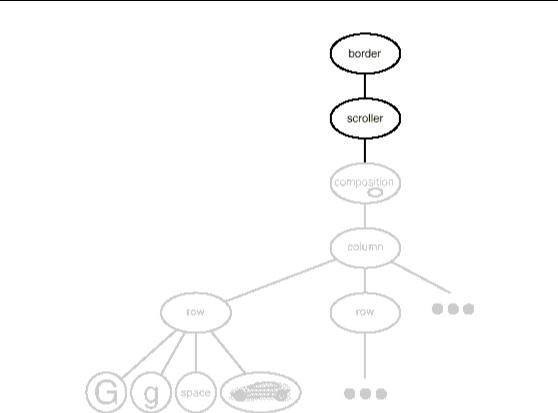 border
scroller
composition
column
row
row
G
g
space